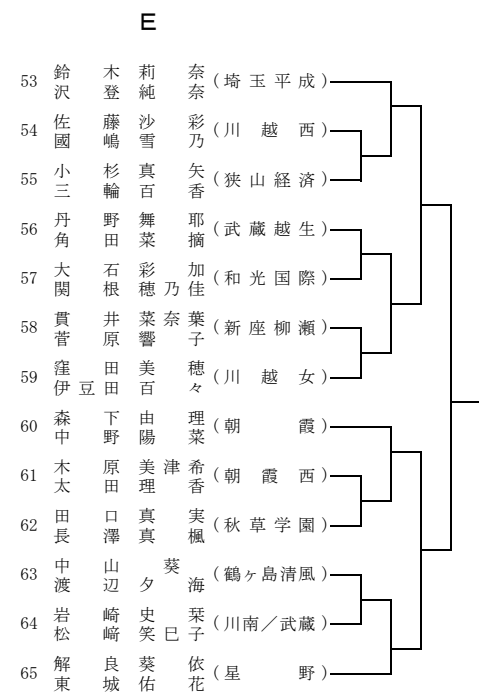 E
53 鈴木莉奈 (埼玉平成)
沢登純奈
54 佐藤沙彩 (川越西)
國嶋雪乃
55 小杉真矢 (狭山経済)
三輪百香
56 丹野舞耶 (武蔵越生)
角田菜摘
57 大石彩加 (和光国際)
関根穂乃佳
58 貫井菜奈葉 (新座柳瀬)
菅原響子
59 窪田美穂 (川越女)
伊豆田百々
60 森下由理 (朝霞)
中野陽菜
61 木原美津希 (朝霞西)
太田理香
62 田口真実 (秋草学園)
長澤真楓
63 中山葵 (鶴ヶ島清風)
渡辺夕海
64 岩崎史栞 (川南／武蔵)
松﨑笑巳子
65 解良葵依 (星野)
東城佑花